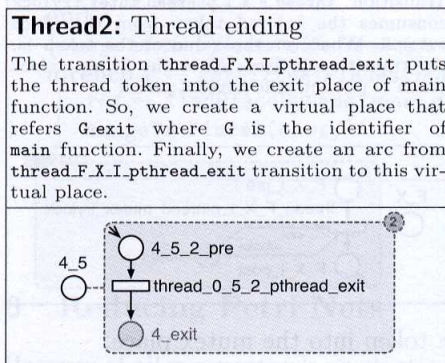 Thread2: Thread ending
The transition thread_F_X_I_pthread_exit puts
the thread token into the exit place of main
function. So, we create a virtual place that
refers G_exit where G is the identifier of
main function. Finally, we create an arc from
thread_F_X_I_pthread_exit transition to this vir-
tual place.
2
4_5_2_pre
4_5
thread_0_5_2_pthread_exit
4_exit